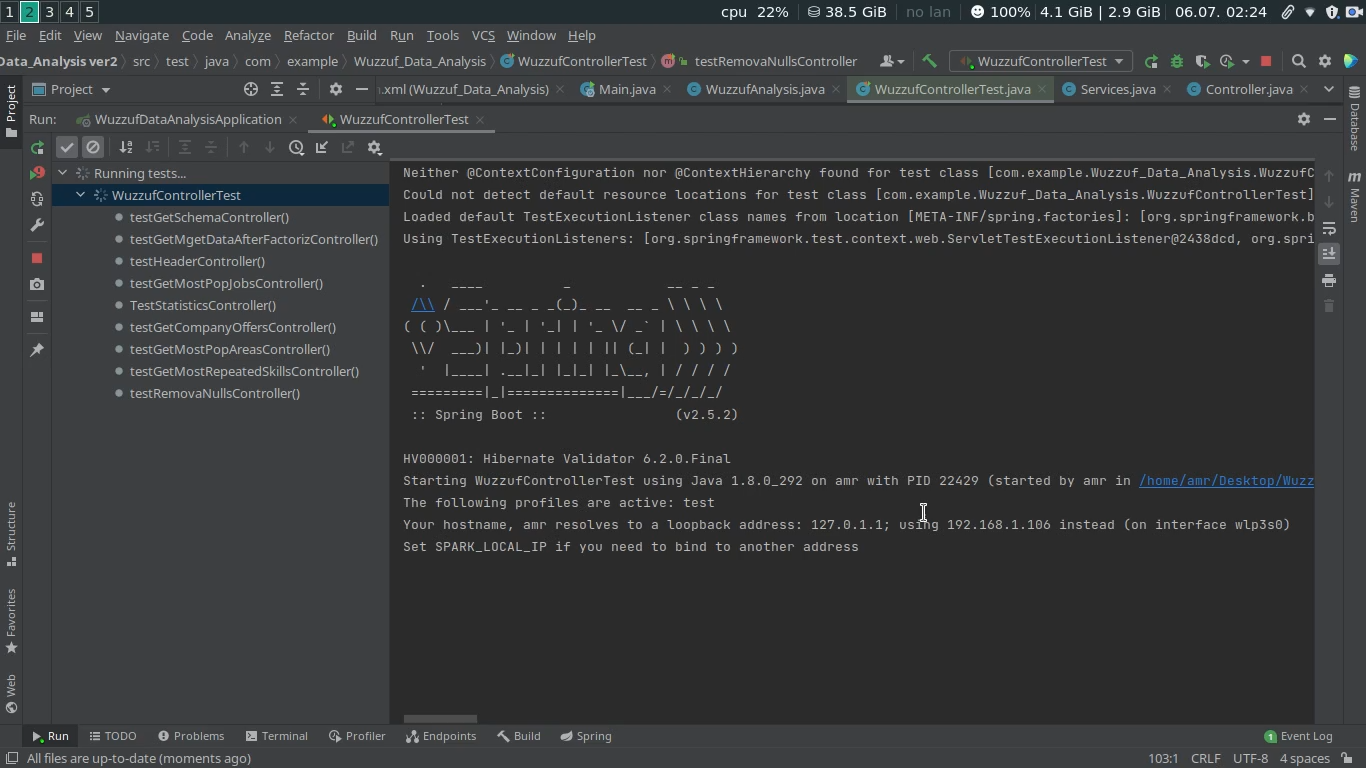 1 2 3 4 5 cpu 22% 38.5 GiB no lan 100% 4.1 GiB | 2.9 GiB 06.07. 02:24
File Edit View Navigate Code Analyze Refactor Build Run Tools VCS Window Help
Data_Analysis ver2 src test java com example Wuzzuf_Data_Analysis WuzzufControllerTest testRemovaNullsController WuzzufControllerTest
Project Project .xml (Wuzzuf_Data_Analysis) Main.java WuzzufAnalysis.java WuzzufControllerTest.java Services.java Controller.java Database
Run: WuzzufDataAnalysisApplication WuzzufControllerTest
Maven
Running tests...
WuzzufControllerTest
testGetSchemaController()
testGetMgetDataAfterFactorizController()
testHeaderController()
testGetMostPopJobsController()
TestStatisticsController()
testGetCompanyOffersController()
testGetMostPopAreasController()
testGetMostRepeatedSkillsController()
testRemovaNullsController()
Neither @ContextConfiguration nor @ContextHierarchy found for test class [com.example.Wuzzuf_Data_Analysis.WuzzufC
Could not detect default resource locations for test class [com.example.Wuzzuf_Data_Analysis.WuzzufControllerTest]
Loaded default TestExecutionListener class names from location [META-INF/spring.factories]: [org.springframework.b
Using TestExecutionListeners: [org.springframework.test.context.web.ServletTestExecutionListener@2438dcd, org.spri
  .   ____          _            __ _ _
 /\\ / ___'_ __ _ _(_)_ __  __ _ \ \ \ \
( ( )\___ | '_ | '_| | '_ \/ _` | \ \ \ \
 \\/  ___)| |_)| | | | | || (_| |  ) ) ) )
  '  |____| .__|_| |_|_| |_\__, | / / / /
 =========|_|==============|___/=/_/_/_/
 :: Spring Boot ::                (v2.5.2)
HV000001: Hibernate Validator 6.2.0.Final
Starting WuzzufControllerTest using Java 1.8.0_292 on amr with PID 22429 (started by amr in /home/amr/Desktop/Wuzz
The following profiles are active: test
Your hostname, amr resolves to a loopback address: 127.0.1.1; using 192.168.1.106 instead (on interface wlp3s0)
Set SPARK_LOCAL_IP if you need to bind to another address
Structure
Favorites
Web
Run TODO Problems Terminal Profiler Endpoints Build Spring 1 Event Log
All files are up-to-date (moments ago) 103:1 CRLF UTF-8 4 spaces